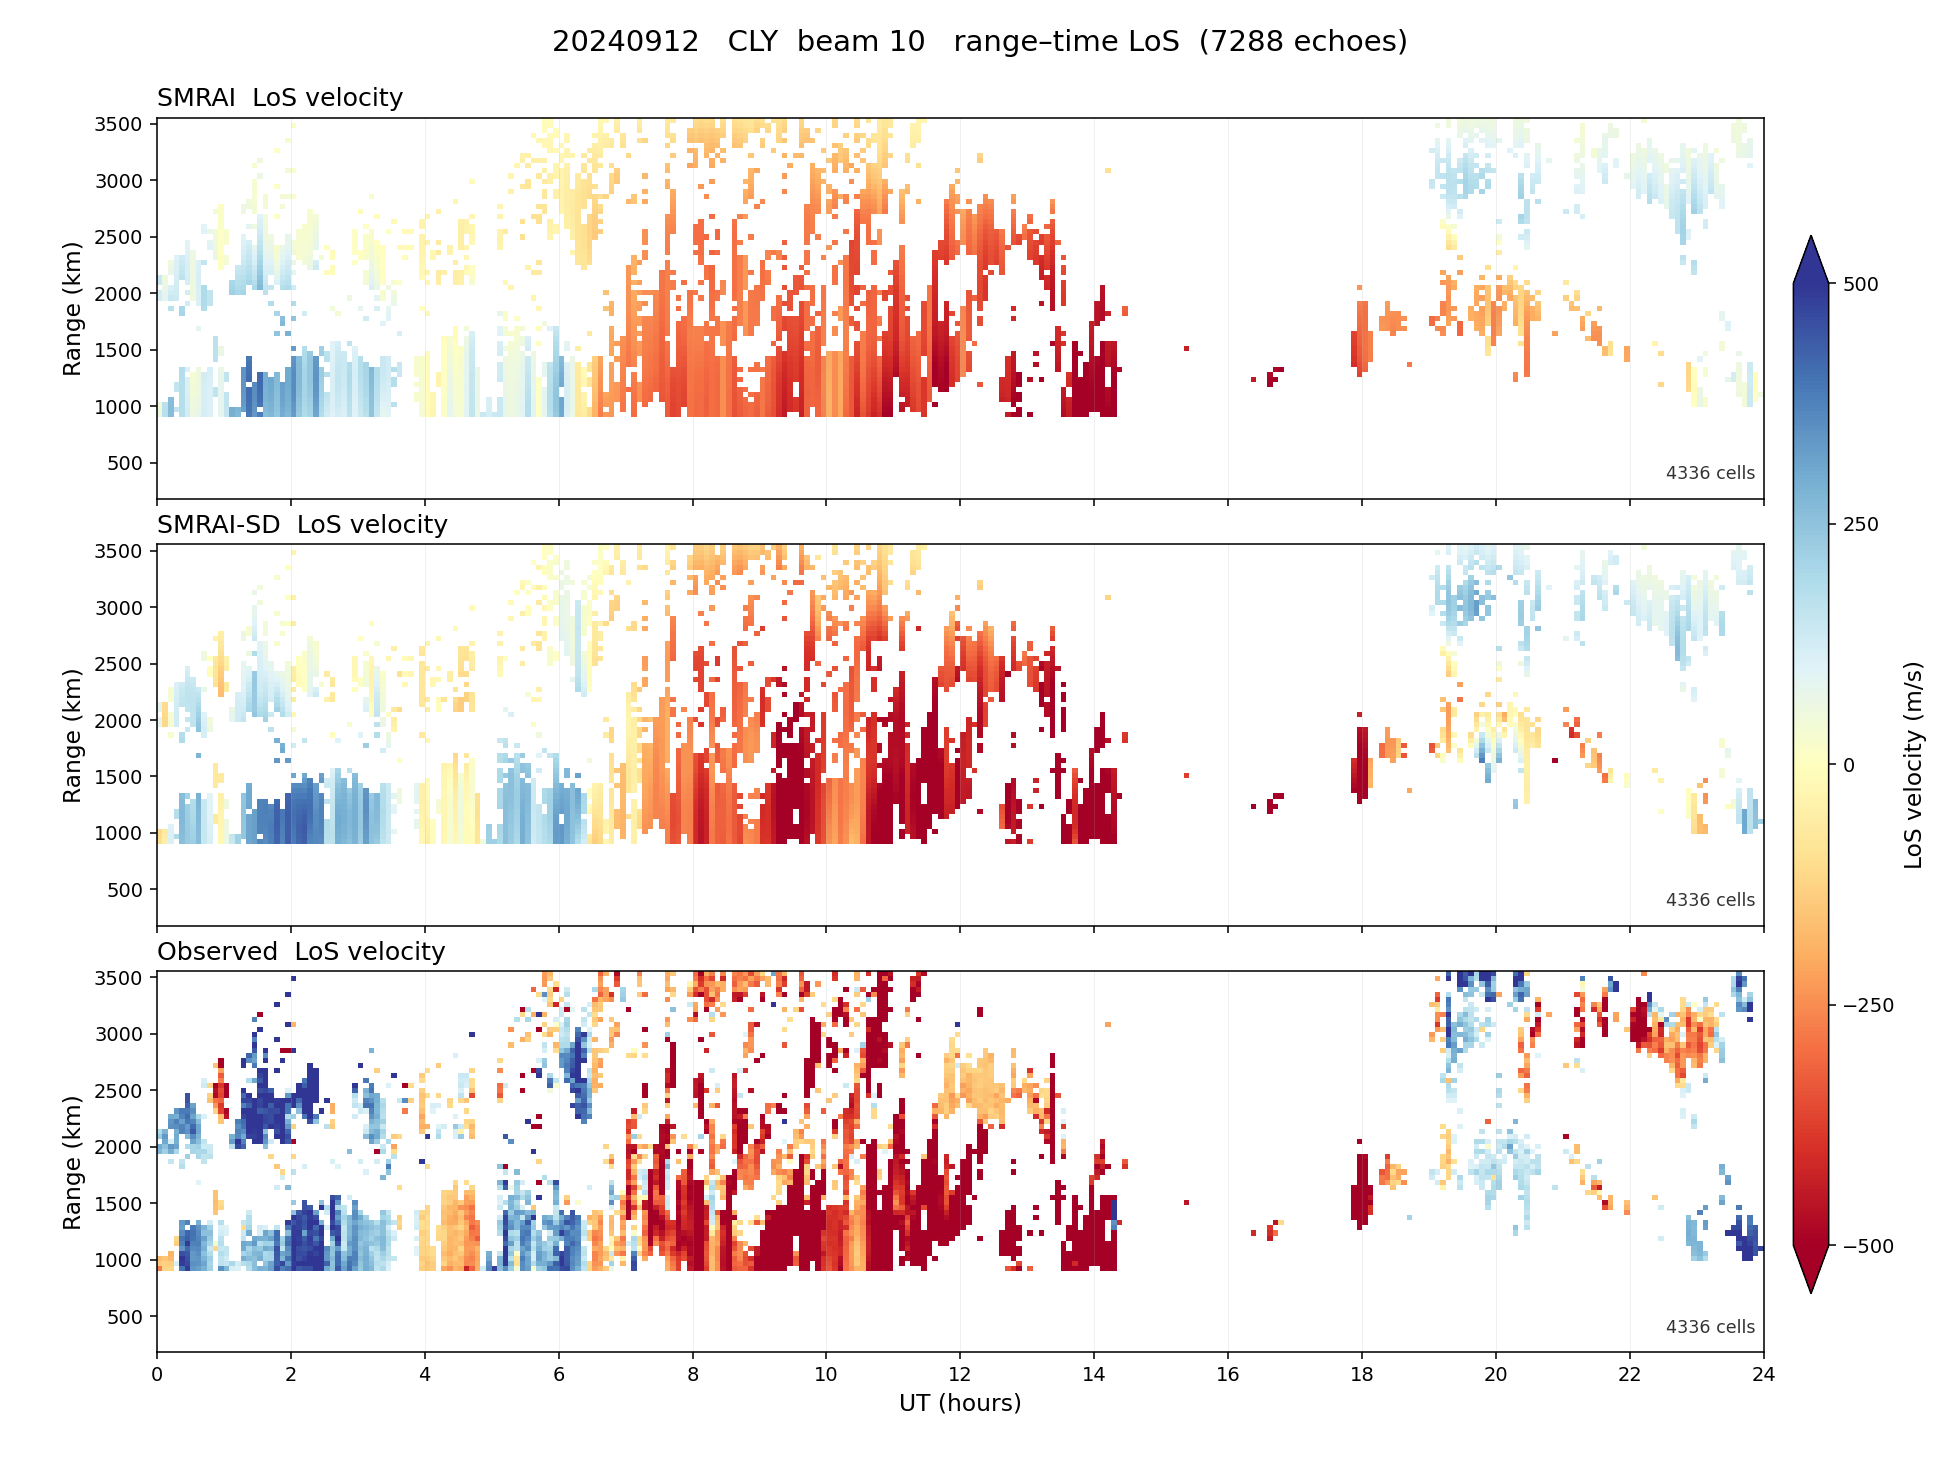 20240912   CLY  beam 10   range–time LoS  (7288 echoes)
SMRAI  LoS velocity
3500
3000
2500
2000
1500
1000
500
Range (km)
4336 cells
SMRAI-SD  LoS velocity
3500
3000
2500
2000
1500
1000
500
Range (km)
4336 cells
Observed  LoS velocity
3500
3000
2500
2000
1500
1000
500
Range (km)
4336 cells
0 2 4 6 8 10 12 14 16 18 20 22 24
UT (hours)
500
250
0
−250
−500
LoS velocity (m/s)